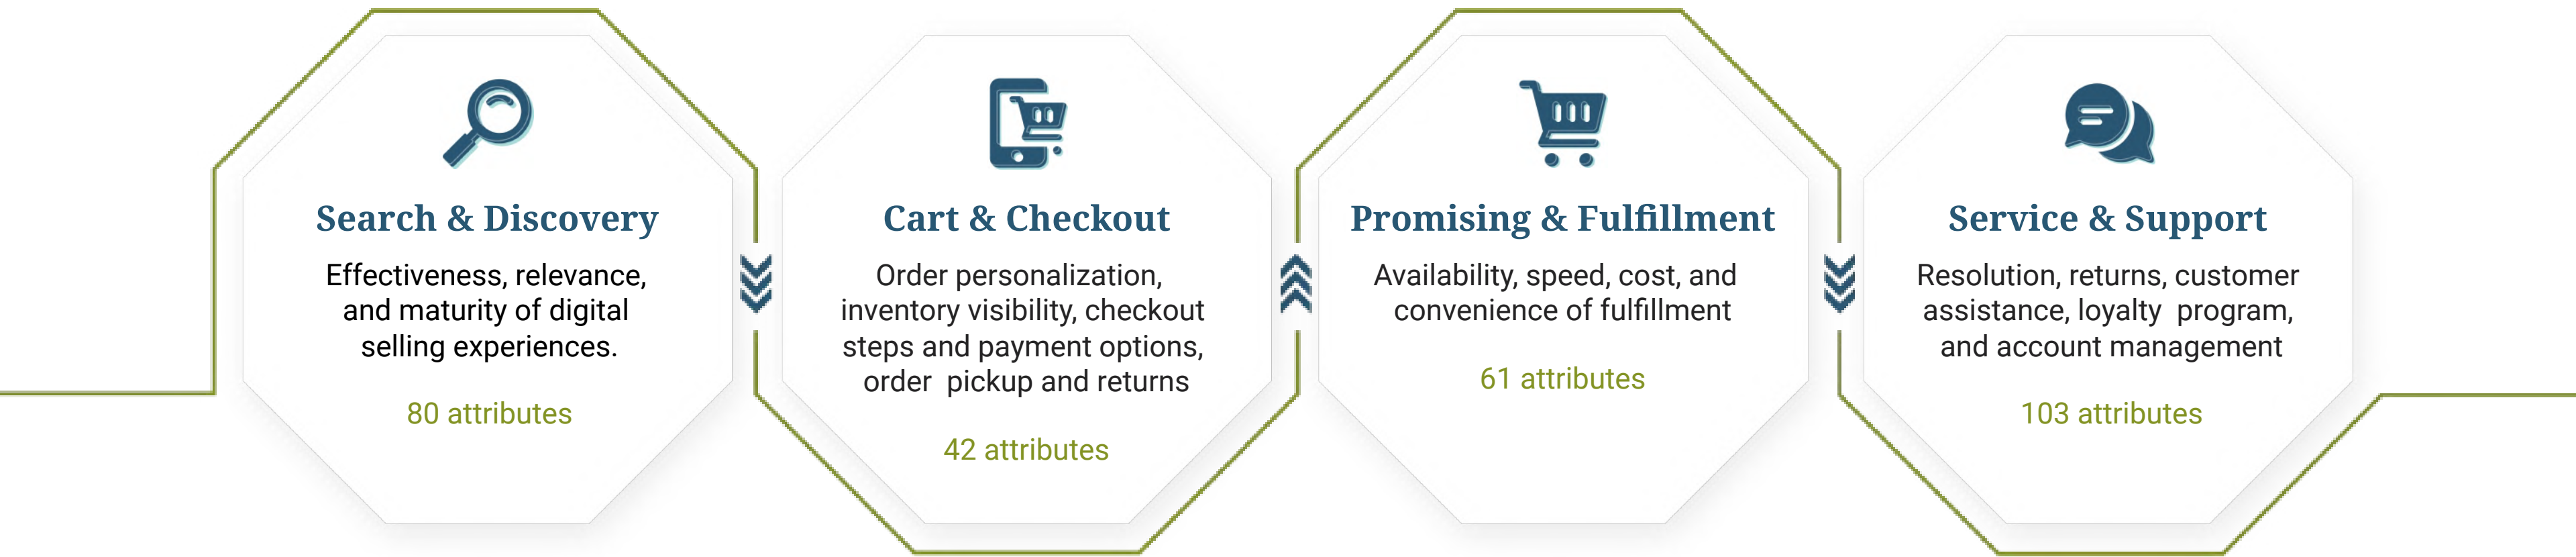 Search & Discovery
Effectiveness, relevance,
and maturity of digital
selling experiences.
80 attributes
Cart & Checkout
Order personalization,
inventory visibility, checkout
steps and payment options,
order pickup and returns
42 attributes
Promising & Fulfillment
Availability, speed, cost, and
convenience of fulfillment
61 attributes
Service & Support
Resolution, returns, customer
assistance, loyalty program,
and account management
103 attributes